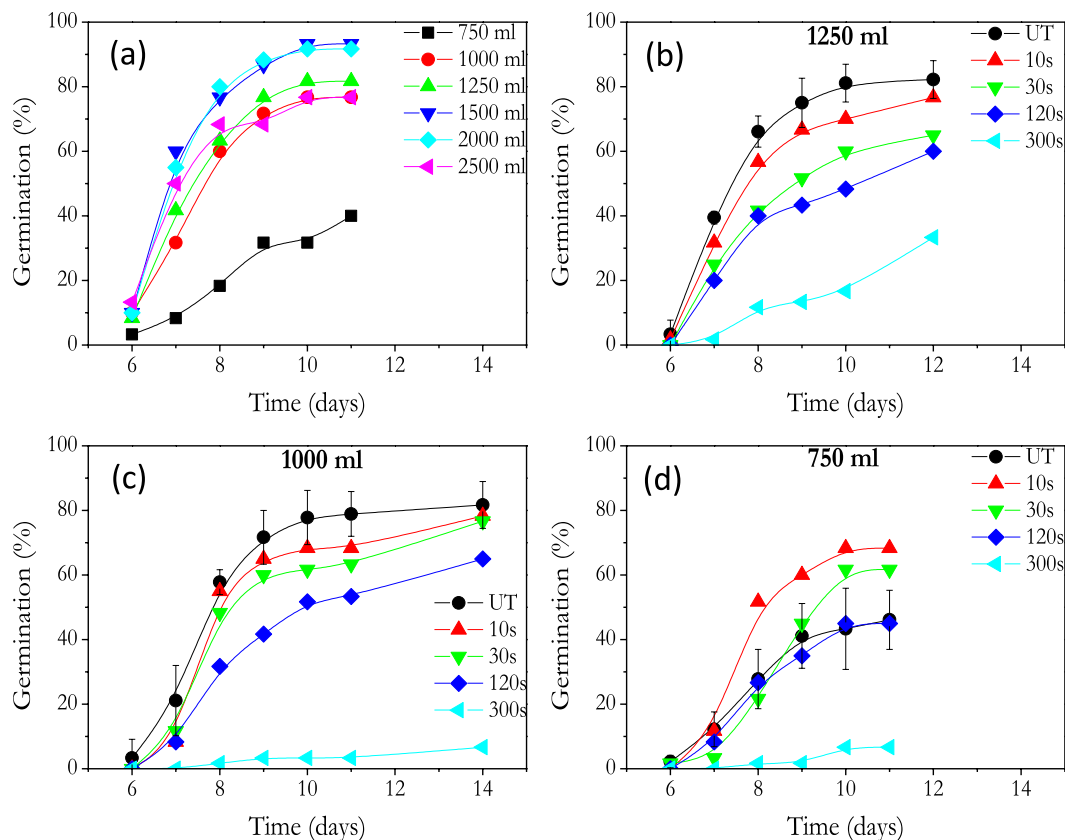 (a)
100
80
60
40
20
0
Germination (%)
6 8 10 12 14
Time (days)
750 ml
1000 ml
1250 ml
1500 ml
2000 ml
2500 ml
(b)
1250 ml
100
80
60
40
20
0
Germination (%)
6 8 10 12 14
Time (days)
UT
10s
30s
120s
300s
(c)
1000 ml
100
80
60
40
20
0
Germination (%)
6 8 10 12 14
Time (days)
UT
10s
30s
120s
300s
(d)
750 ml
100
80
60
40
20
0
Germination (%)
6 8 10 12 14
Time (days)
UT
10s
30s
120s
300s